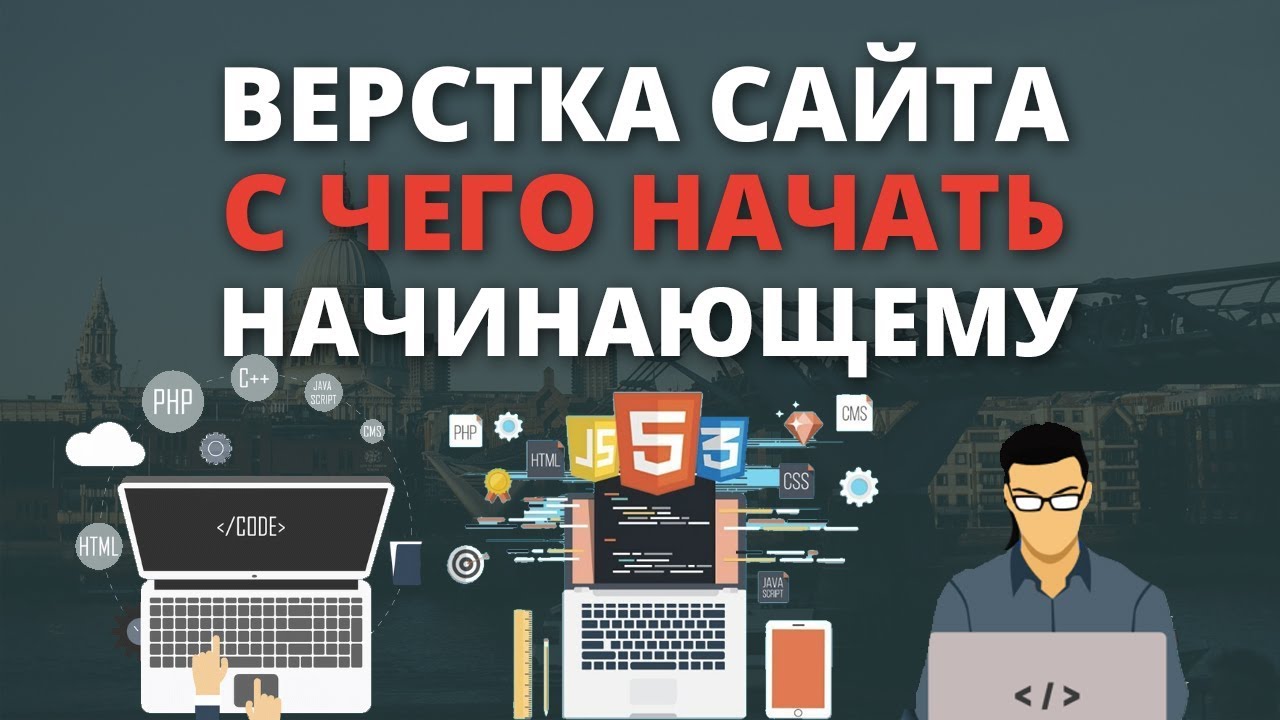 ВЕРСТКА САЙТА
С ЧЕГО НАЧАТЬ
НАЧИНАЮЩЕМУ
PHP
C++
JAVA
SCRIPT
CMS
HTML
</CODE>
PHP
HTML
JS
5
3
CMS
CSS
JAVA
SCRIPT
</>